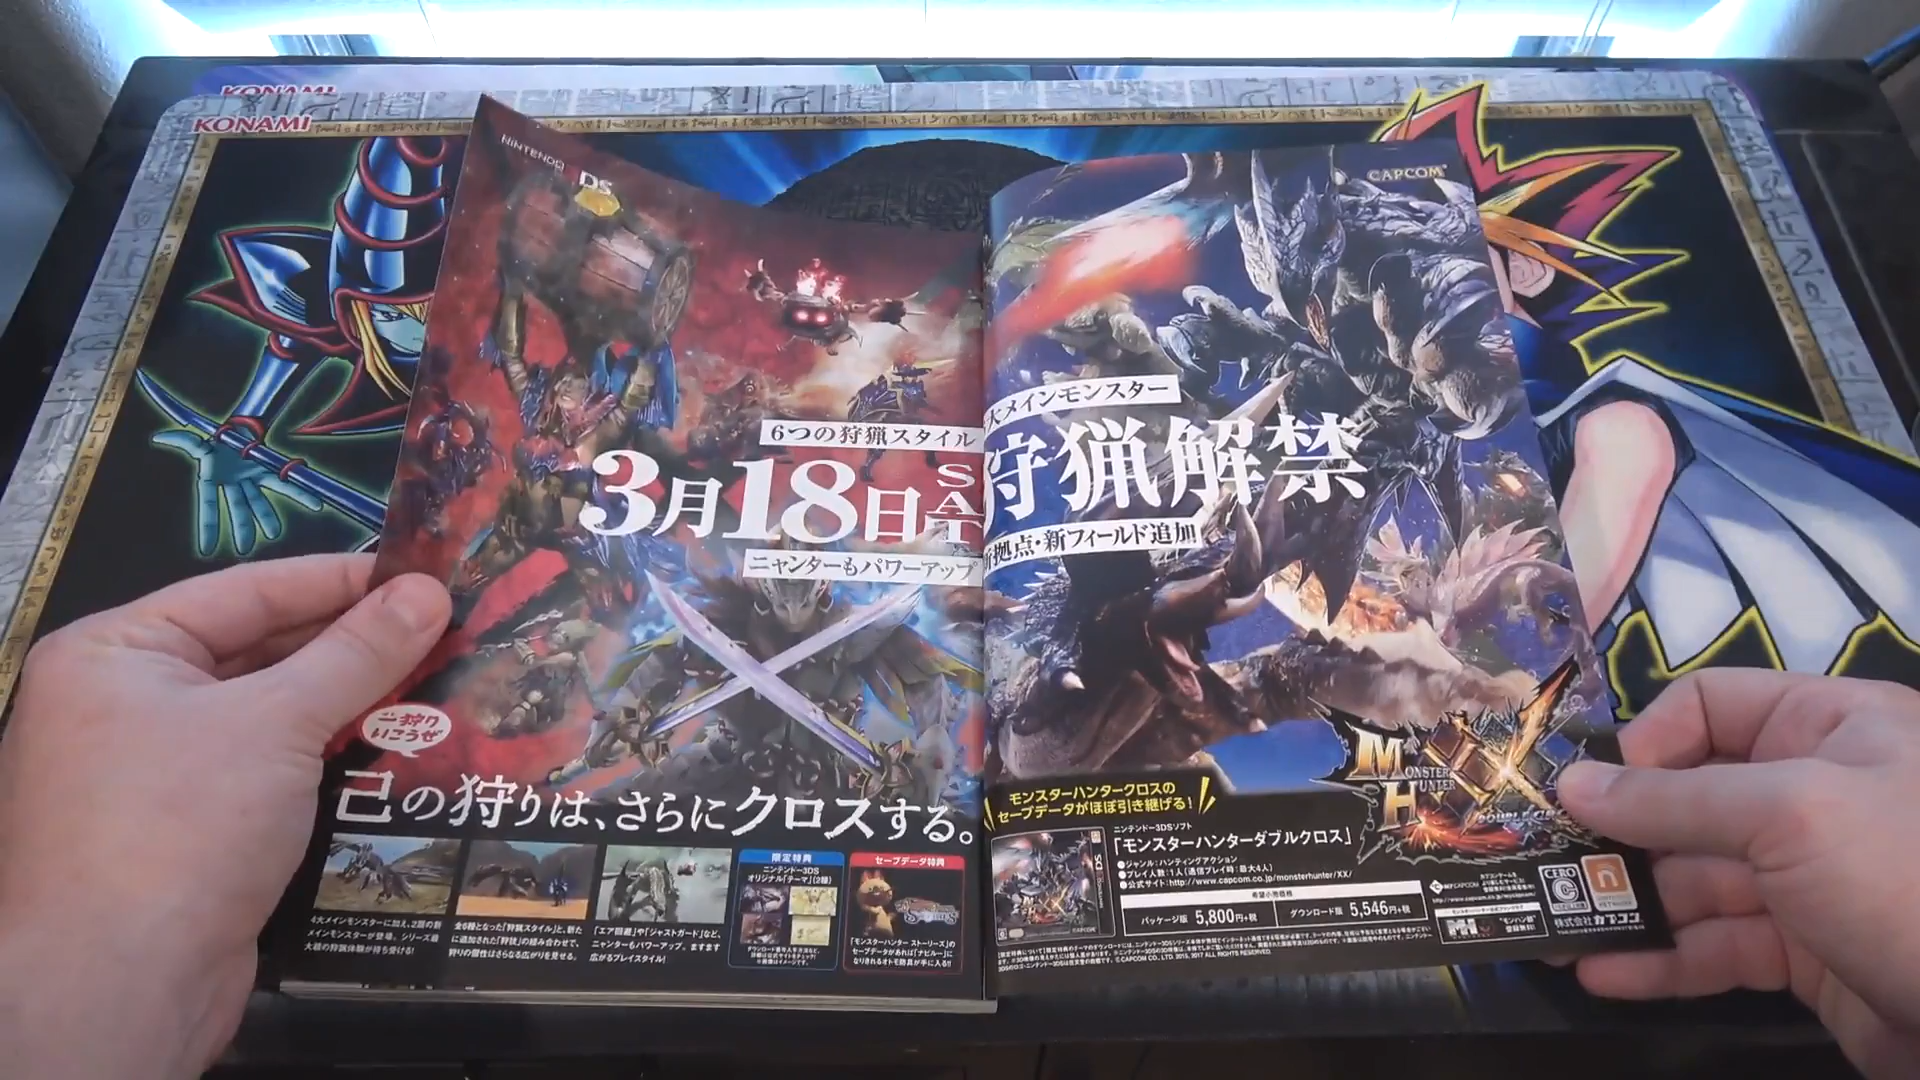 KONAMI
KONAMI
NINTENDO
DS
CAPCOM
6つの狩猟スタイル
3月18日
SAT
ニャンターもパワーアップ
大メインモンスター
狩猟解禁
拠点・新フィールド追加
一狩り
いこうぜ
己の狩りは、さらにクロスする。
4大メインモンスターに加え、2頭の新
メインモンスターが登場。シリーズ最
大級の狩猟体験が待ち受ける!
全6種となった「狩猟スタイル」と、新た
に追加された「狩技」の組み合わせで、
狩りの個性はさらなる広がりを見せる。
「エア回避」や「ジャストガード」など、
ニャンターもパワーアップ。ますます
広がるプレイスタイル!
限定特典
ニンテンドー3DS
オリジナル「テーマ」(2種)
セーブデータ特典
「モンスターハンター ストーリーズ」の
セーブデータがあれば「ナビルー」に
なりきれるオトモ防具が手に入る!!
モンスターハンタークロスの
セーブデータがほぼ引き継げる!
MONSTER
HUNTER
XX
DOUBLE CROSS
ニンテンドー3DSソフト
「モンスターハンターダブルクロス」
●ジャンル:ハンティングアクション
●プレイ人数:1人(通信プレイ時:最大4人)
●公式サイト:http://www.capcom.co.jp/monsterhunter/XX/
希望小売価格
パッケージ版 5,800円+税
ダウンロード版 5,546円+税
CERO
C
株式会社カプコン
©CAPCOM CO., LTD. 2015, 2017 ALL RIGHTS RESERVED.